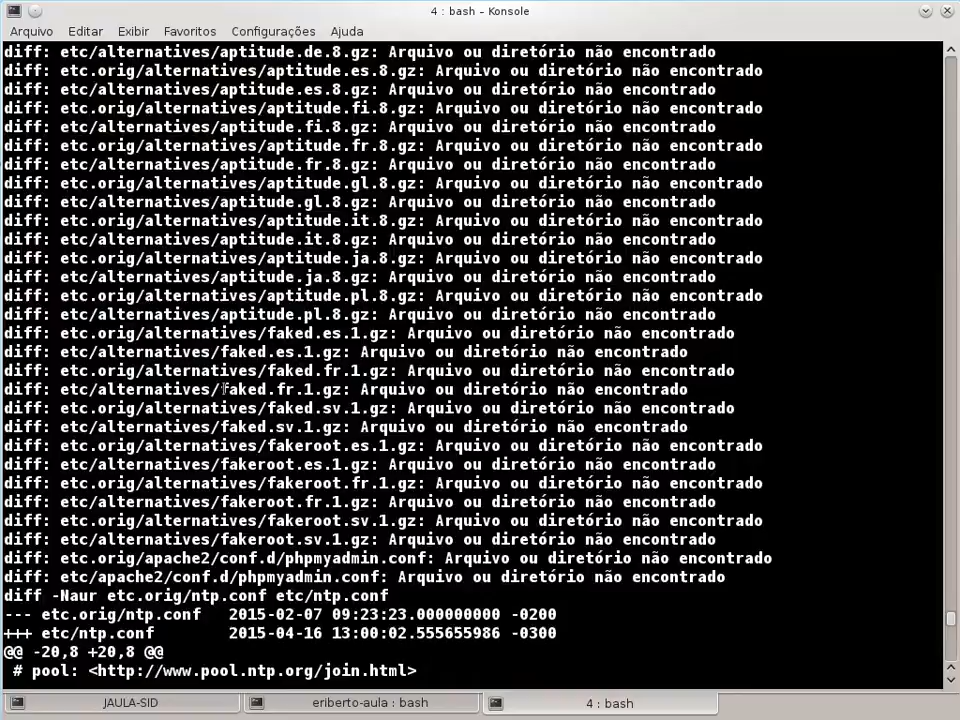 4 : bash - Konsole
Arquivo Editar Exibir Favoritos Configurações Ajuda
diff: etc/alternatives/aptitude.de.8.gz: Arquivo ou diretório não encontrado
diff: etc.orig/alternatives/aptitude.es.8.gz: Arquivo ou diretório não encontrado
diff: etc/alternatives/aptitude.es.8.gz: Arquivo ou diretório não encontrado
diff: etc.orig/alternatives/aptitude.fi.8.gz: Arquivo ou diretório não encontrado
diff: etc/alternatives/aptitude.fi.8.gz: Arquivo ou diretório não encontrado
diff: etc.orig/alternatives/aptitude.fr.8.gz: Arquivo ou diretório não encontrado
diff: etc/alternatives/aptitude.fr.8.gz: Arquivo ou diretório não encontrado
diff: etc.orig/alternatives/aptitude.gl.8.gz: Arquivo ou diretório não encontrado
diff: etc/alternatives/aptitude.gl.8.gz: Arquivo ou diretório não encontrado
diff: etc.orig/alternatives/aptitude.it.8.gz: Arquivo ou diretório não encontrado
diff: etc/alternatives/aptitude.it.8.gz: Arquivo ou diretório não encontrado
diff: etc.orig/alternatives/aptitude.ja.8.gz: Arquivo ou diretório não encontrado
diff: etc/alternatives/aptitude.ja.8.gz: Arquivo ou diretório não encontrado
diff: etc.orig/alternatives/aptitude.pl.8.gz: Arquivo ou diretório não encontrado
diff: etc/alternatives/aptitude.pl.8.gz: Arquivo ou diretório não encontrado
diff: etc.orig/alternatives/faked.es.1.gz: Arquivo ou diretório não encontrado
diff: etc/alternatives/faked.es.1.gz: Arquivo ou diretório não encontrado
diff: etc.orig/alternatives/faked.fr.1.gz: Arquivo ou diretório não encontrado
diff: etc/alternatives/faked.fr.1.gz: Arquivo ou diretório não encontrado
diff: etc.orig/alternatives/faked.sv.1.gz: Arquivo ou diretório não encontrado
diff: etc/alternatives/faked.sv.1.gz: Arquivo ou diretório não encontrado
diff: etc.orig/alternatives/fakeroot.es.1.gz: Arquivo ou diretório não encontrado
diff: etc/alternatives/fakeroot.es.1.gz: Arquivo ou diretório não encontrado
diff: etc.orig/alternatives/fakeroot.fr.1.gz: Arquivo ou diretório não encontrado
diff: etc/alternatives/fakeroot.fr.1.gz: Arquivo ou diretório não encontrado
diff: etc.orig/alternatives/fakeroot.sv.1.gz: Arquivo ou diretório não encontrado
diff: etc/alternatives/fakeroot.sv.1.gz: Arquivo ou diretório não encontrado
diff: etc.orig/apache2/conf.d/phpmyadmin.conf: Arquivo ou diretório não encontrado
diff: etc/apache2/conf.d/phpmyadmin.conf: Arquivo ou diretório não encontrado
diff -Naur etc.orig/ntp.conf etc/ntp.conf
--- etc.orig/ntp.conf 2015-02-07 09:23:23.000000000 -0200
+++ etc/ntp.conf 2015-04-16 13:00:02.555655986 -0300
@@ -20,8 +20,8 @@
# pool: <http://www.pool.ntp.org/join.html>
JAULA-SID eriberto-aula : bash 4 : bash